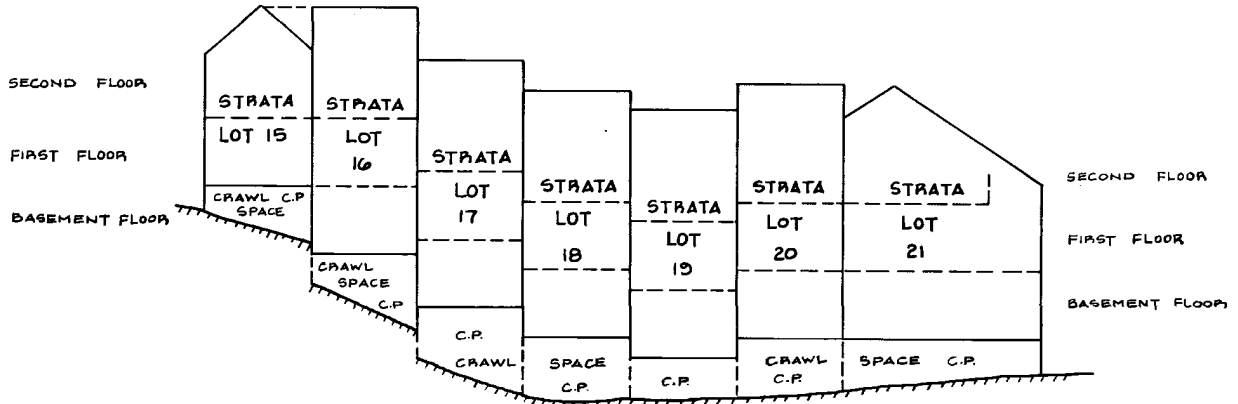 SECOND FLOOR
FIRST FLOOR
BASEMENT FLOOR
STRATA
LOT 15
CRAWL C.P
SPACE
STRATA
LOT
16
CRAWL
SPACE
C.P
STRATA
LOT
17
C.P.
CRAWL
STRATA
LOT
18
SPACE
C.P.
STRATA
LOT
19
C.P.
STRATA
LOT
20
CRAWL
C.P.
STRATA
LOT
21
SPACE C.P.
SECOND FLOOR
FIRST FLOOR
BASEMENT FLOOR